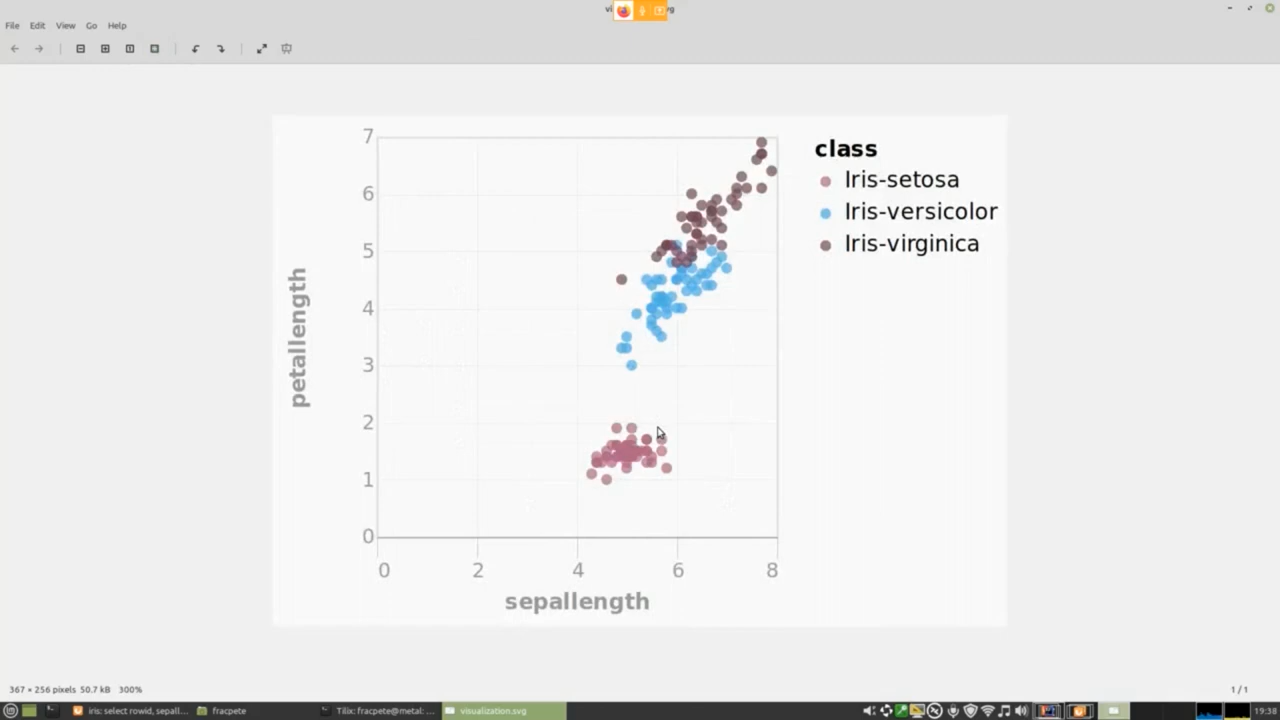 File Edit View Go Help
class
Iris-setosa
Iris-versicolor
Iris-virginica
petallength
7
6
5
4
3
2
1
0
0 2 4 6 8
sepallength
367 × 256 pixels 50.7 kB 300%
1 / 1
iris: select rowid, sepall...
fracpete
Tilix: fracpete@metal: ...
visualization.svg
19:38